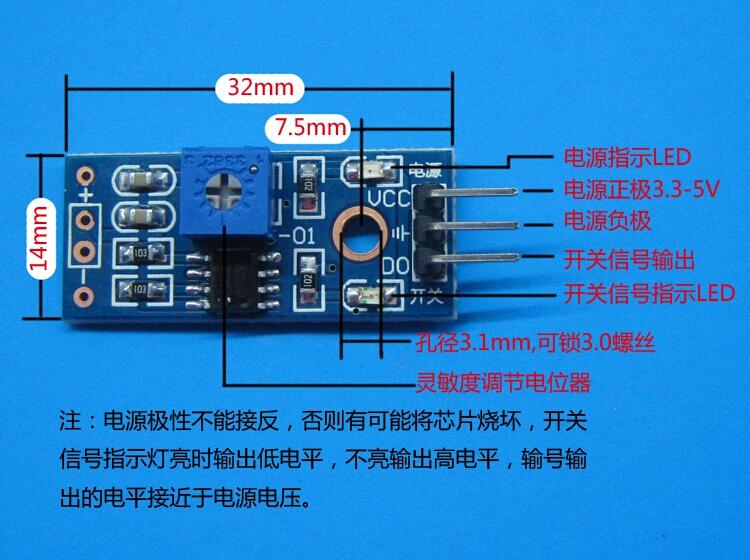 32mm
7.5mm
14mm
电源指示LED
电源正极3.3-5V
电源负极
开关信号输出
开关信号指示LED
孔径3.1mm,可锁3.0螺丝
灵敏度调节电位器
电源
VCC
DO
开关
-01
3362
103
103
102
102
+
注：电源极性不能接反，否则有可能将芯片烧坏，开关
信号指示灯亮时输出低电平，不亮输出高电平，输号输
出的电平接近于电源电压。